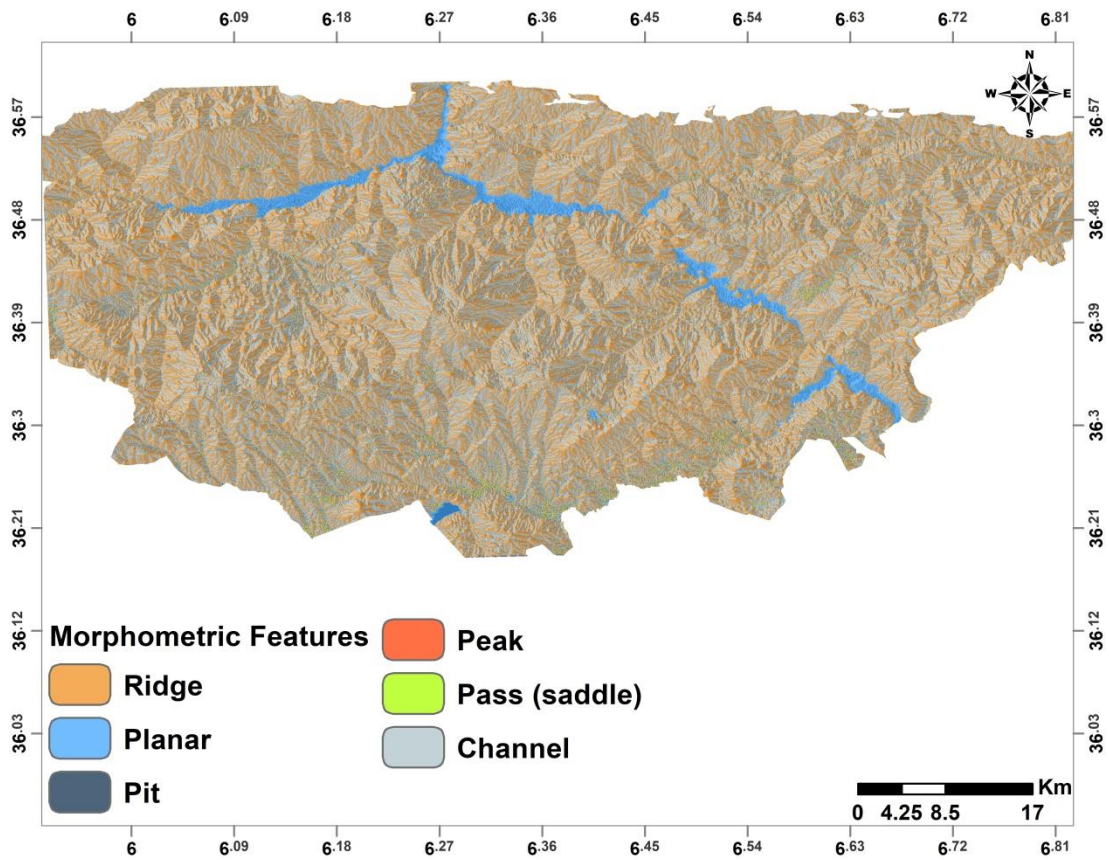 6 6.09 6.18 6.27 6.36 6.45 6.54 6.63 6.72 6.81
N
W E
S
36.57 36.57
36.48 36.48
36.39 36.39
36.3 36.3
36.21 36.21
36.12 36.12
36.03 36.03
Morphometric Features
Ridge
Planar
Pit
Peak
Pass (saddle)
Channel
Km
0 4.25 8.5 17
6 6.09 6.18 6.27 6.36 6.45 6.54 6.63 6.72 6.81